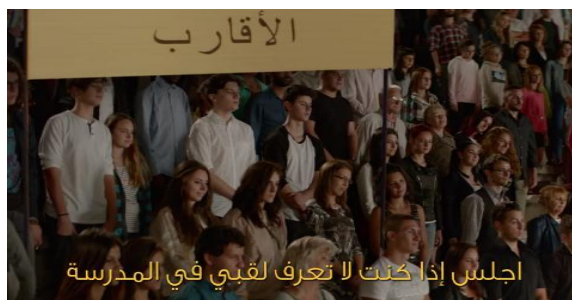 الأقارب
اجلس إذا كنت لا تعرف لقبي في المدرسة